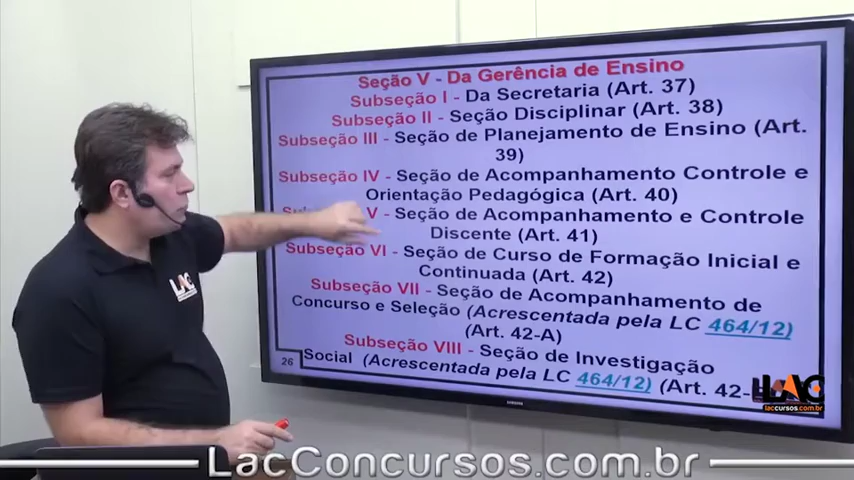 Seção V - Da Gerência de Ensino
Subseção I - Da Secretaria (Art. 37)
Subseção II - Seção Disciplinar (Art. 38)
Subseção III - Seção de Planejamento de Ensino (Art.
39)
Subseção IV - Seção de Acompanhamento Controle e
Orientação Pedagógica (Art. 40)
V - Seção de Acompanhamento e Controle
Discente (Art. 41)
Subseção VI - Seção de Curso de Formação Inicial e
Continuada (Art. 42)
Subseção VII - Seção de Acompanhamento de
Concurso e Seleção (Acrescentada pela LC 464/12)
(Art. 42-A)
Subseção VIII - Seção de Investigação
26 Social (Acrescentada pela LC 464/12) (Art. 42-
LAC
LACCURSOS.COM.BR
LAC
LacConcursos.com.br